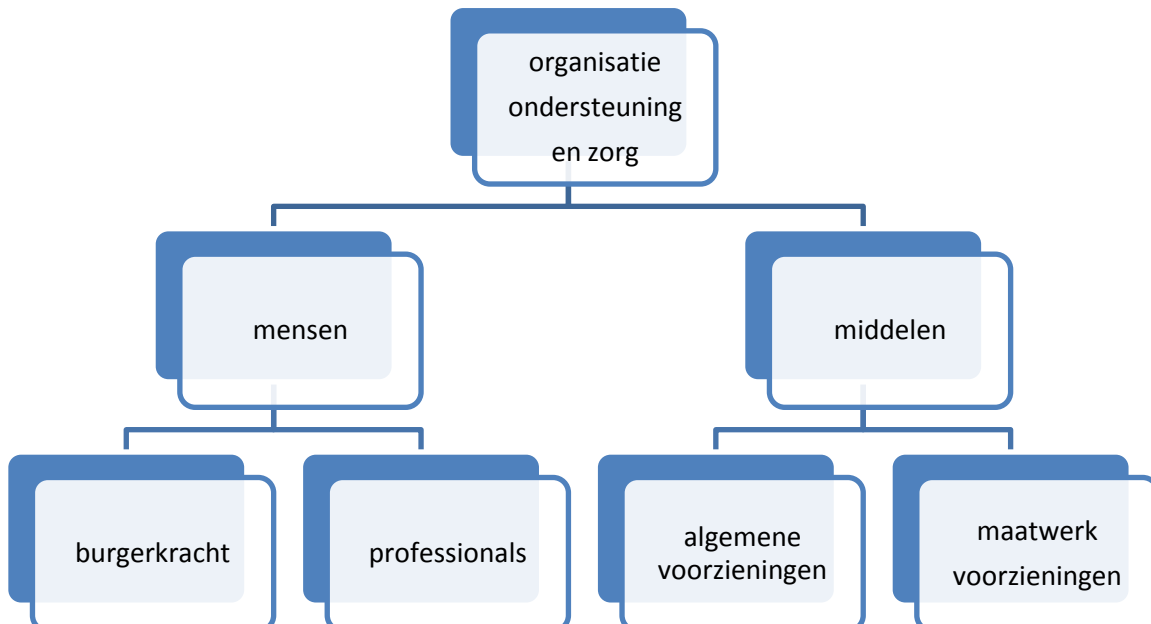 organisatie
ondersteuning
en zorg
mensen
middelen
burgerkracht
professionals
algemene
voorzieningen
maatwerk
voorzieningen